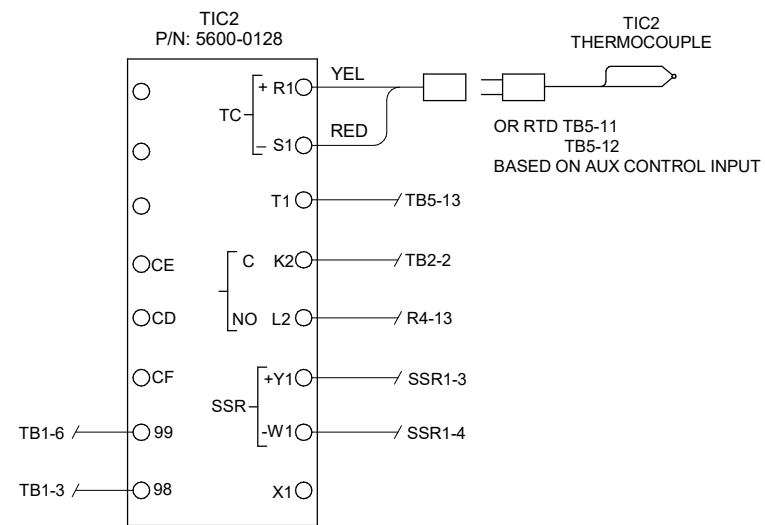 TIC2
P/N: 5600-0128
TIC2
THERMOCOUPLE
+ R1
YEL
TC
RED
– S1
OR RTD TB5-11
TB5-12
BASED ON AUX CONTROL INPUT
T1
TB5-13
CE
C K2
TB2-2
CD
NO L2
R4-13
CF
+Y1
SSR1-3
SSR
TB1-6
99
-W1
SSR1-4
TB1-3
98
X1